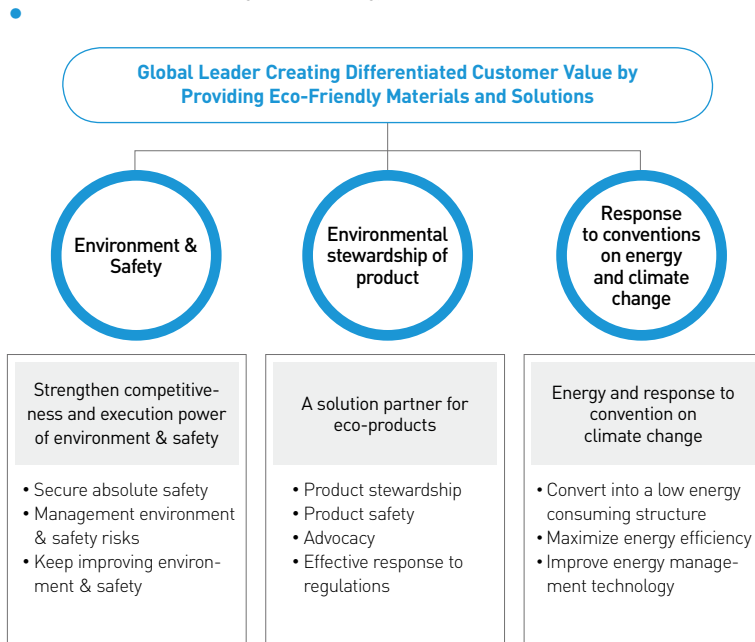 Global Leader Creating Differentiated Customer Value by
Providing Eco-Friendly Materials and Solutions
Environment &
Safety
Environmental
stewardship of
product
Response
to conventions
on energy
and climate
change
Strengthen competitive-
ness and execution power
of environment & safety
• Secure absolute safety
• Management environment
& safety risks
• Keep improving environ-
ment & safety
A solution partner for
eco-products
• Product stewardship
• Product safety
• Advocacy
• Effective response to
regulations
Energy and response to
convention on
climate change
• Convert into a low energy
consuming structure
• Maximize energy efficiency
• Improve energy manage-
ment technology